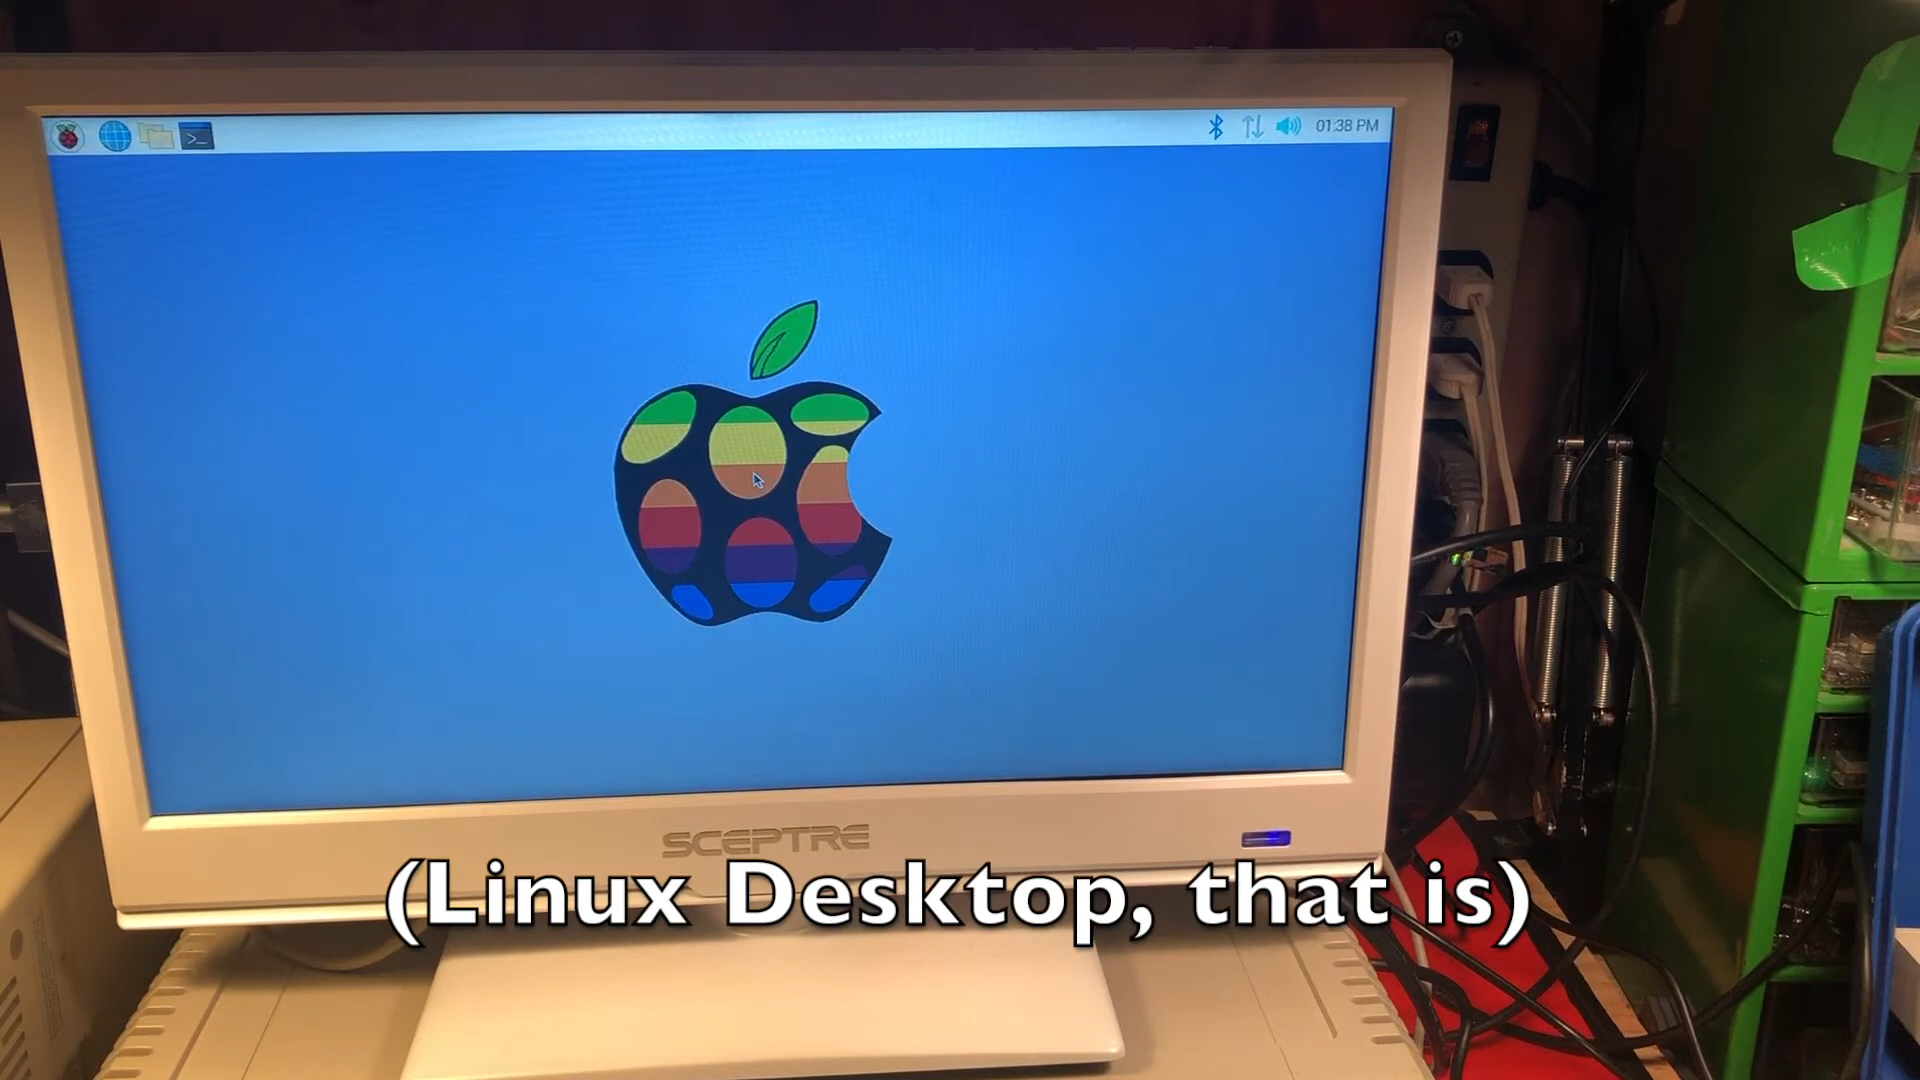 >_
01:38 PM
SCEPTRE
(Linux Desktop, that is)